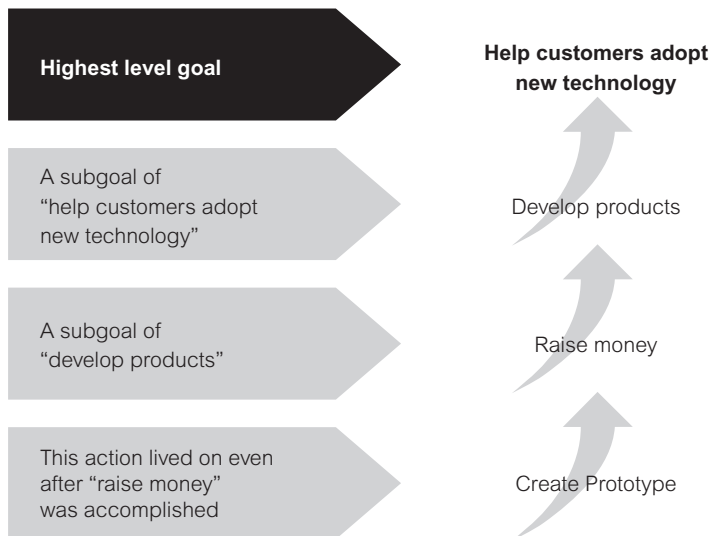 Highest level goal
Help customers adopt
new technology
A subgoal of
“help customers adopt
new technology”
Develop products
A subgoal of
“develop products”
Raise money
This action lived on even
after “raise money”
was accomplished
Create Prototype